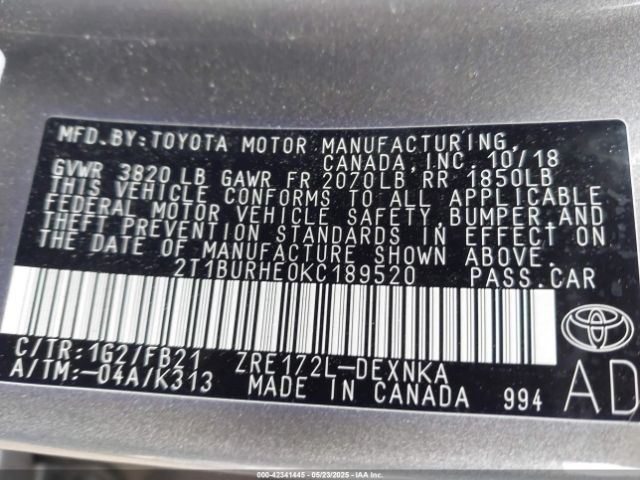 MFD.BY:TOYOTA MOTOR MANUFACTURING,
CANADA, INC. 10/18
GVWR 3820 LB GAWR FR 2070LB RR 1850LB
THIS VEHICLE CONFORMS TO ALL APPLICABLE
FEDERAL MOTOR VEHICLE SAFETY, BUMPER AND
THEFT PREVENTION STANDARDS IN EFFECT ON
THE DATE OF MANUFACTURE SHOWN ABOVE.
2T1BURHE0KC189520 PASS.CAR
C/TR:1G2/FB21 ZRE172L-DEXNKA
A/TM:-04A/K313 MADE IN CANADA 994
TOYOTA
AD
IAA - 42341445 - 05/23/2025 - IAAI.COM